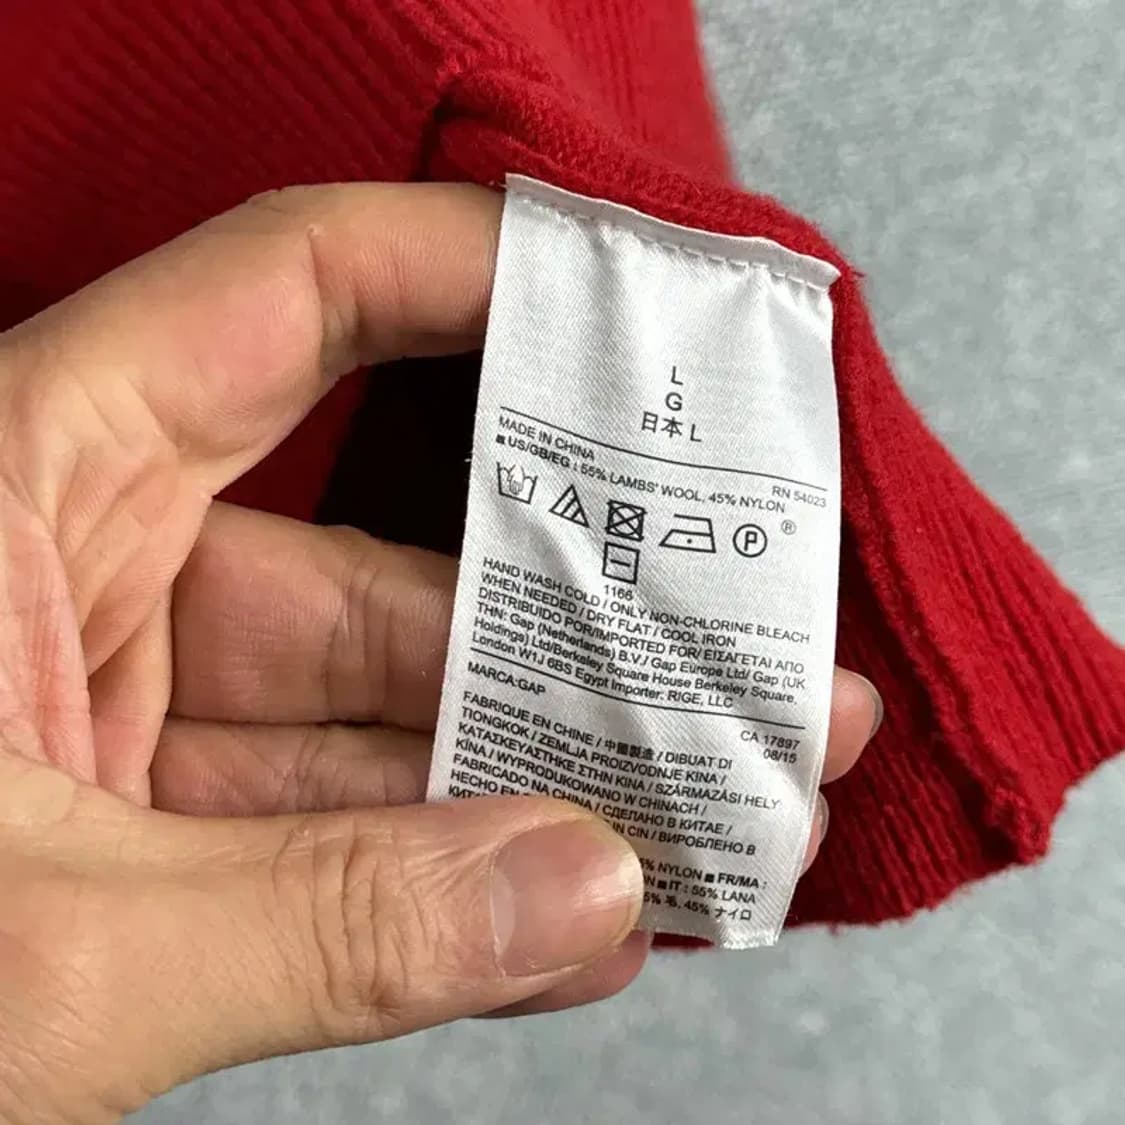 L
G
日本 L
MADE IN CHINA
RN 54023
■ US/GB/EG : 55% LAMBS' WOOL, 45% NYLON
P
®
1166
HAND WASH COLD / ONLY NON-CHLORINE BLEACH
WHEN NEEDED / DRY FLAT / COOL IRON
DISTRIBUIDO POR/IMPORTED FOR/ ΕΙΣΑΓΕΤΑΙ ΑΠΟ
ΤΗΝ: Gap (Netherlands) B.V./ Gap Europe Ltd/ Gap (UK
Holdings) Ltd/Berkeley Square House Berkeley Square,
London W1J 6BS Egypt Importer: RIGE, LLC
MARCA:GAP
CA 17897
08/15
FABRIQUE EN CHINE / 中國製造 / DIBUAT DI
TIONGKOK / ZEMLJA PROIZVODNJE KINA /
ΚΑΤΑΣΚΕΥΑΣΤΗΚΕ ΣΤΗΝ ΚΙΝΑ / SZÁRMAZÁSI HELY
KÍNA / WYPRODUKOWANO W CHINACH /
FABRICADO NA CHINA / СДЕЛАНО В КИТАЕ /
HECHO EN IN CIN / ВИРОБЛЕНО В
5% NYLON ■ FR/MA :
■ IT : 55% LANA
5% 毛, 45% ナイロ